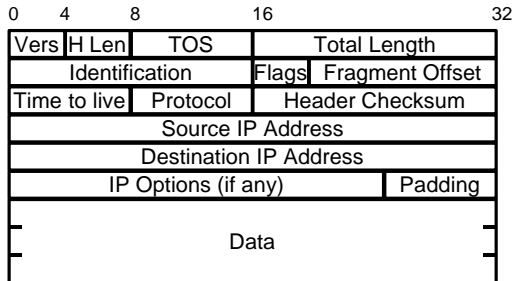 0 4 8 16 32
Vers H Len TOS Total Length
Identification Flags Fragment Offset
Time to live Protocol Header Checksum
Source IP Address
Destination IP Address
IP Options (if any) Padding
Data